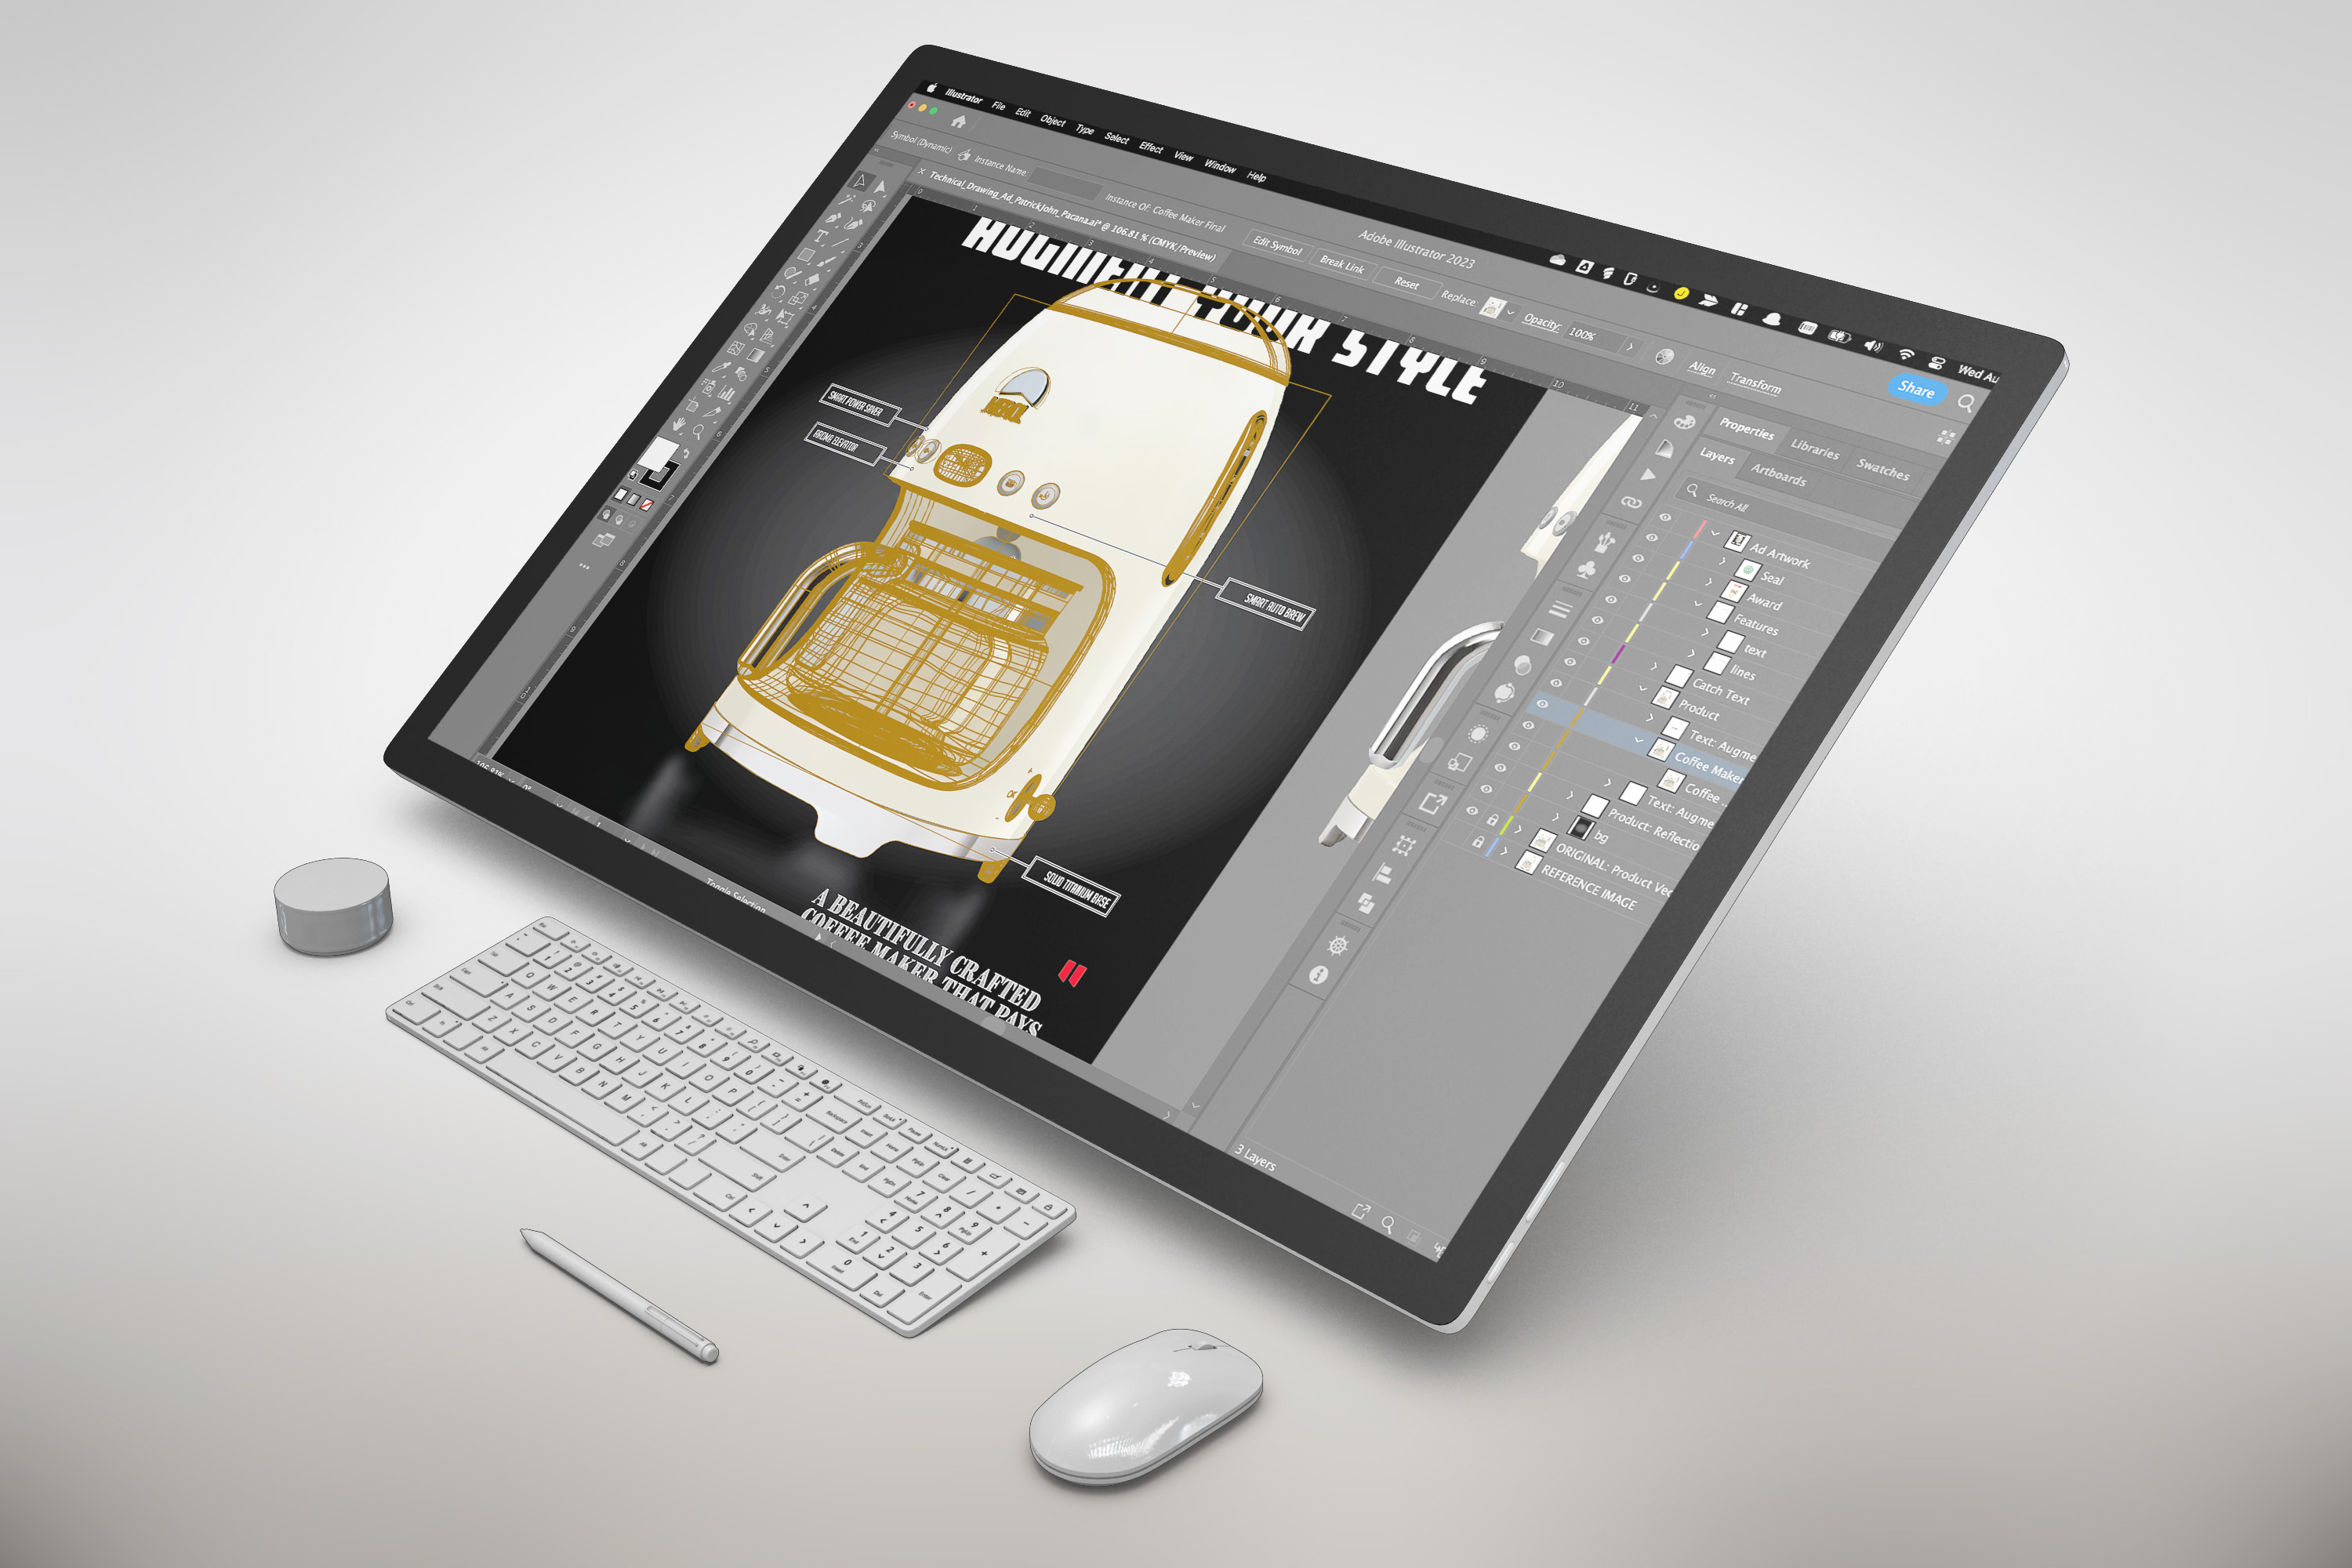 Illustrator File Edit Object Type Select Effect View Window Help
Wed Au
Adobe Illustrator 2023
Share
Symbol (Dynamic) Instance Name: Instance Of: Coffee Maker Final Edit Symbol Break Link Reset Replace: Opacity: 100% Align Transform
× Technical_Drawing_Ad_PatrickJohn_Pacana.ai* @ 106.81 % (CMYK/Preview)
AUGMENT YOUR STYLE
SMART POWER SAVER
AROMA ELEVATOR
SMART AUTO BREW
SOLID TITANIUM BASE
A BEAUTIFULLY CRAFTED
COFFEE MAKER THAT PAYS
Toggle Selection
Properties Libraries Swatches
Layers Artboards
Search All
Ad Artwork
Seal
Award
Features
text
lines
Catch Text
Product
Text: Augme
Coffee Make
Coffee ..
Text: Augme
Product: Reflectio
bg
ORIGINAL: Product Vec
REFERENCE IMAGE
3 Layers
Q W E R T Y U I O P
A S D F G H J K L
Z X C V B N M